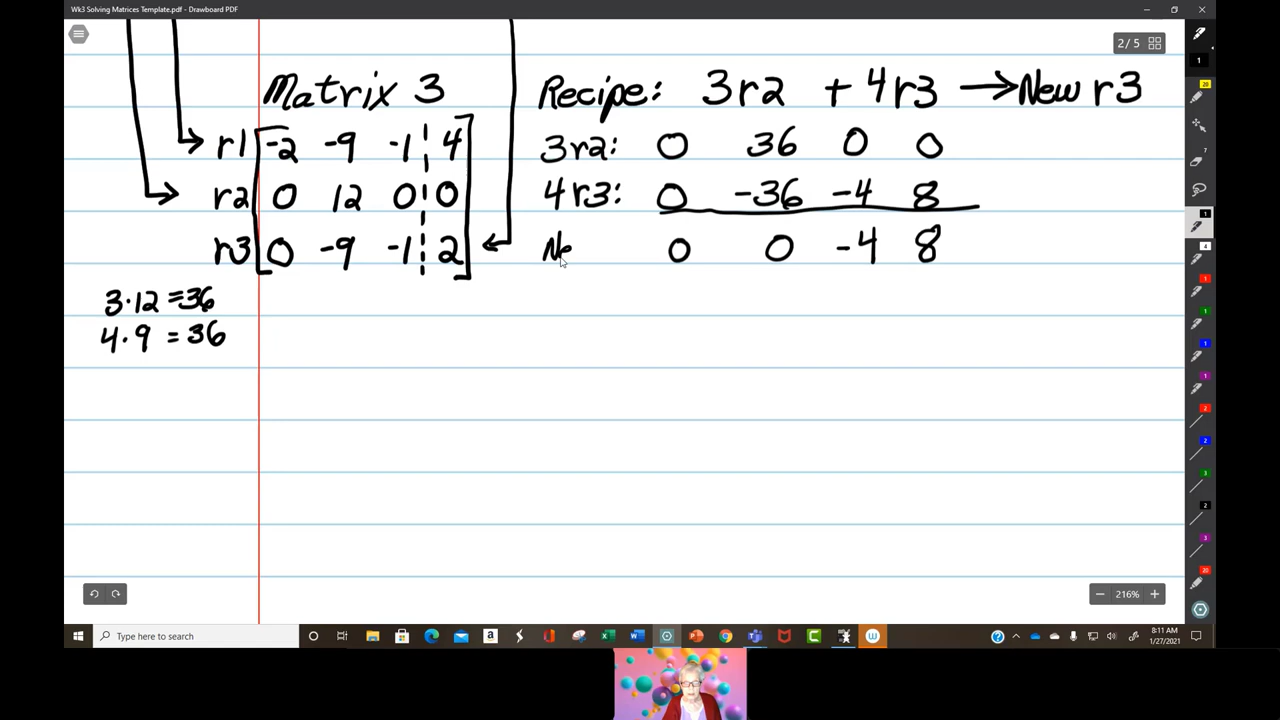 Wk3 Solving Matrices Template.pdf - Drawboard PDF
2/5
Matrix 3
Recipe: 3r2 + 4r3 → New r3
r1 -2 -9 -1 4
3r2: 0 36 0 0
r2 0 12 0 0
4r3: 0 -36 -4 8
r3 0 -9 -1 2
Ne 0 0 -4 8
3·12=36
4·9=36
216%
Type here to search
8:11 AM
1/27/2021